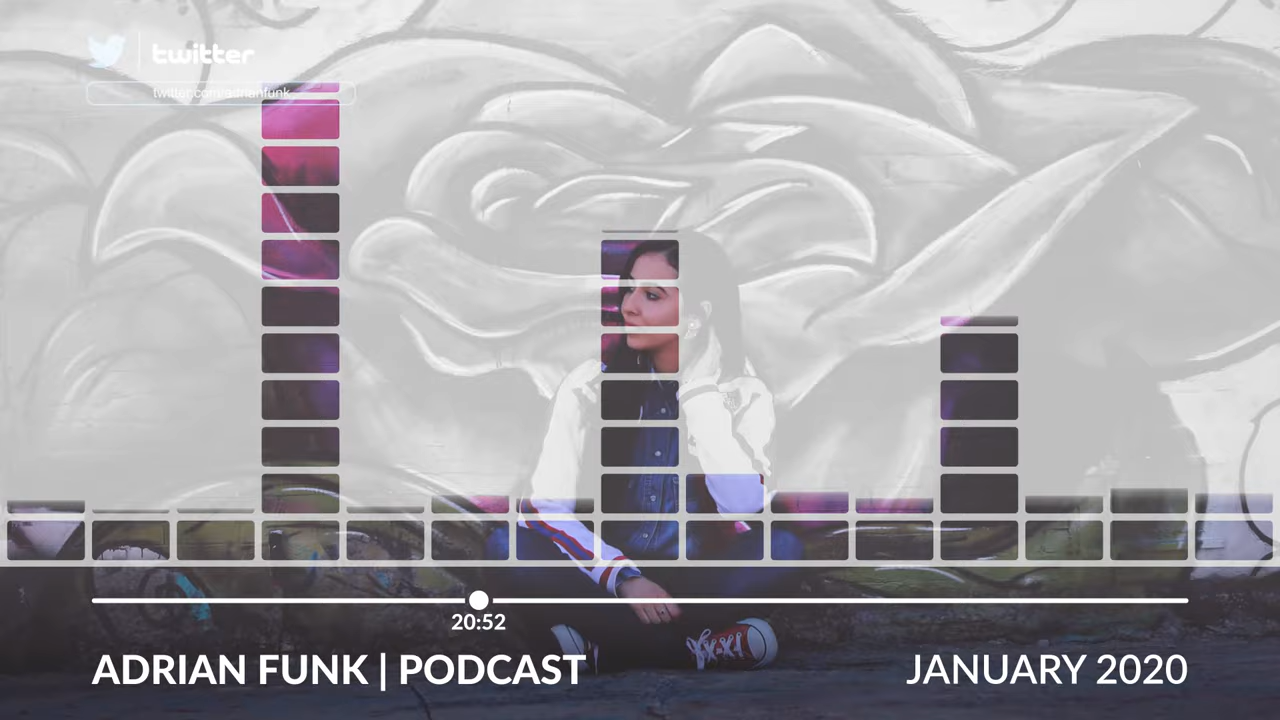 twitter
twitter.com/adrianfunk
20:52
ADRIAN FUNK | PODCAST
JANUARY 2020